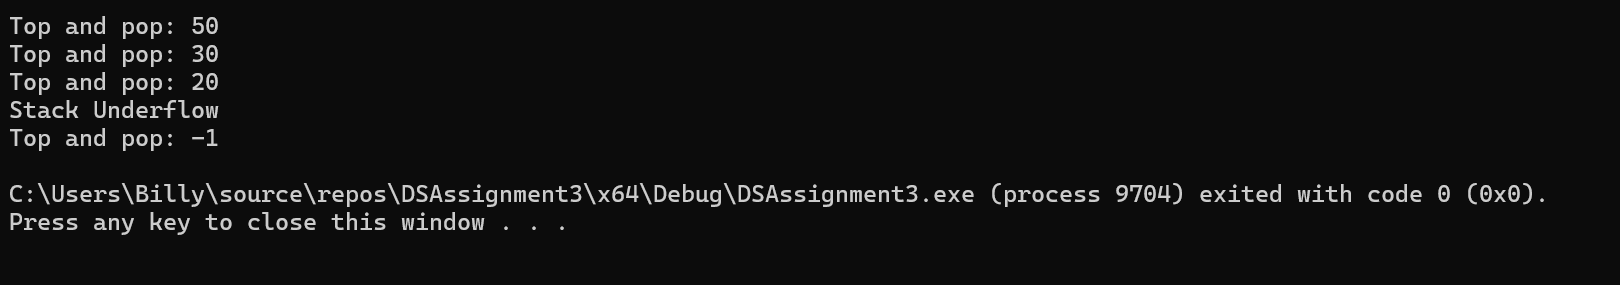 Top and pop: 50
Top and pop: 30
Top and pop: 20
Stack Underflow
Top and pop: -1
C:\Users\Billy\source\repos\DSAssignment3\x64\Debug\DSAssignment3.exe (process 9704) exited with code 0 (0x0).
Press any key to close this window . . .